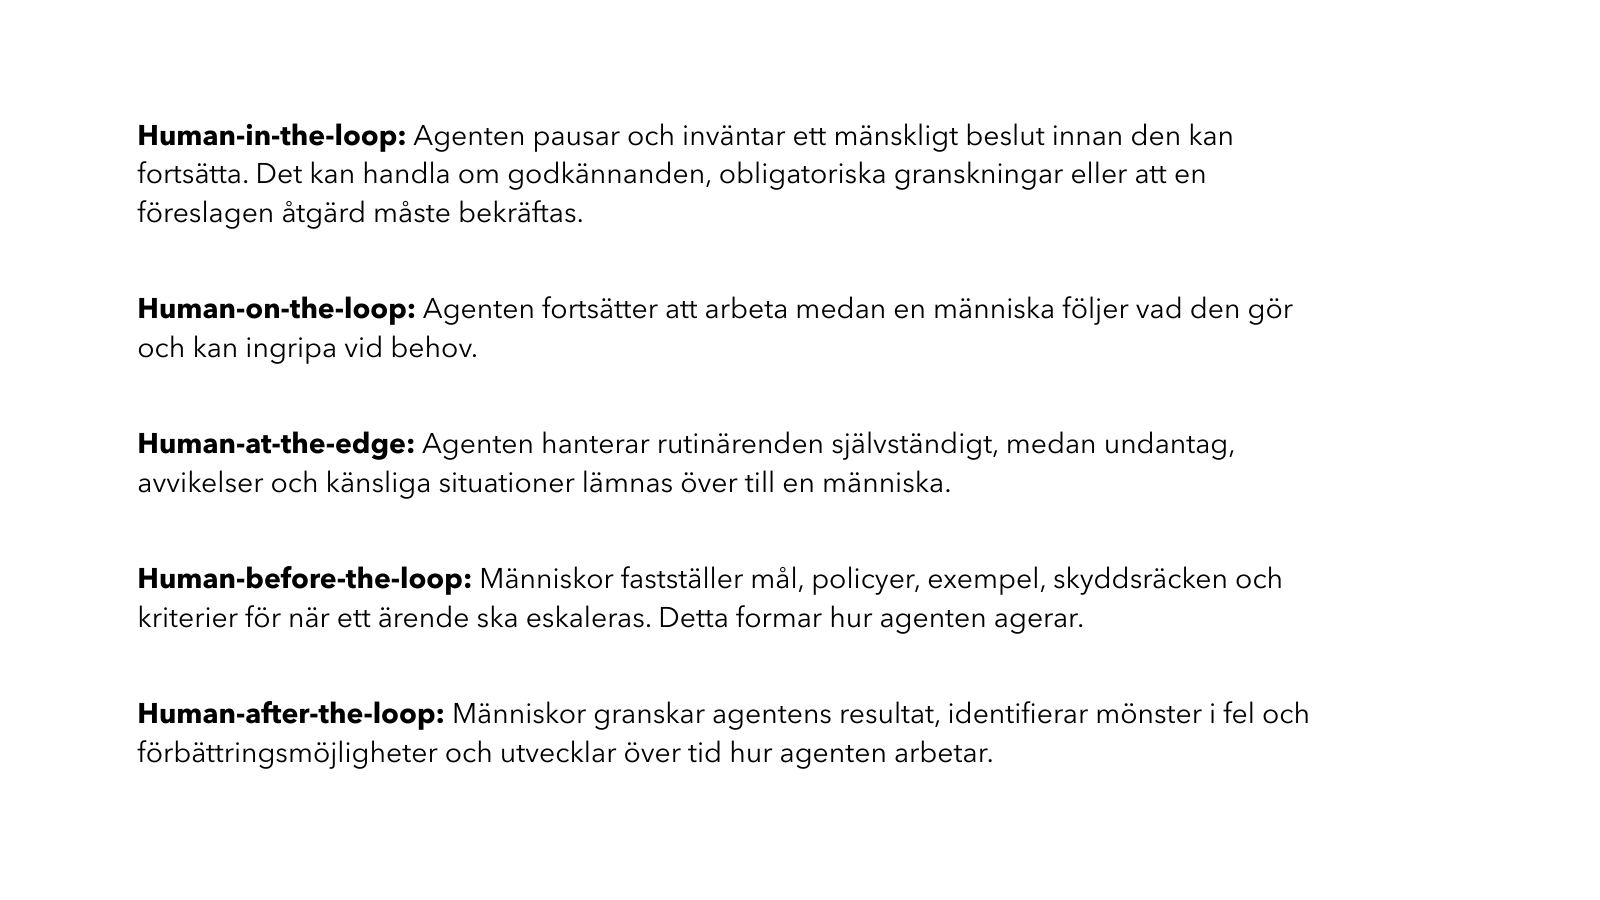 Human-in-the-loop: Agenten pausar och inväntar ett mänskligt beslut innan den kan
fortsätta. Det kan handla om godkännanden, obligatoriska granskningar eller att en
föreslagen åtgärd måste bekräftas.
Human-on-the-loop: Agenten fortsätter att arbeta medan en människa följer vad den gör
och kan ingripa vid behov.
Human-at-the-edge: Agenten hanterar rutinärenden självständigt, medan undantag,
avvikelser och känsliga situationer lämnas över till en människa.
Human-before-the-loop: Människor fastställer mål, policyer, exempel, skyddsräcken och
kriterier för när ett ärende ska eskaleras. Detta formar hur agenten agerar.
Human-after-the-loop: Människor granskar agentens resultat, identifierar mönster i fel och
förbättringsmöjligheter och utvecklar över tid hur agenten arbetar.